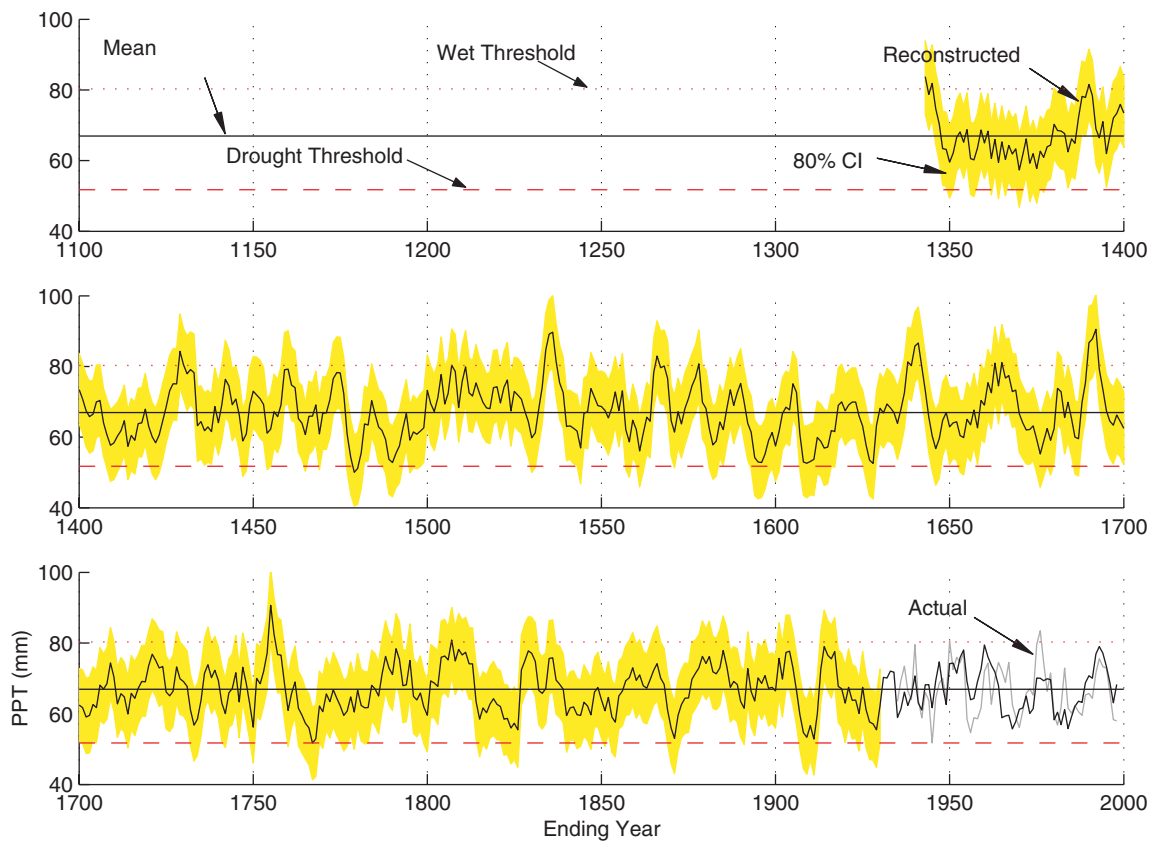 100
Mean
Wet Threshold
Reconstructed
80
60
Drought Threshold
80% CI
40
1100 1150 1200 1250 1300 1350 1400
100
80
60
40
1400 1450 1500 1550 1600 1650 1700
100
Actual
80
60
40
PPT (mm)
1700 1750 1800 1850 1900 1950 2000
Ending Year